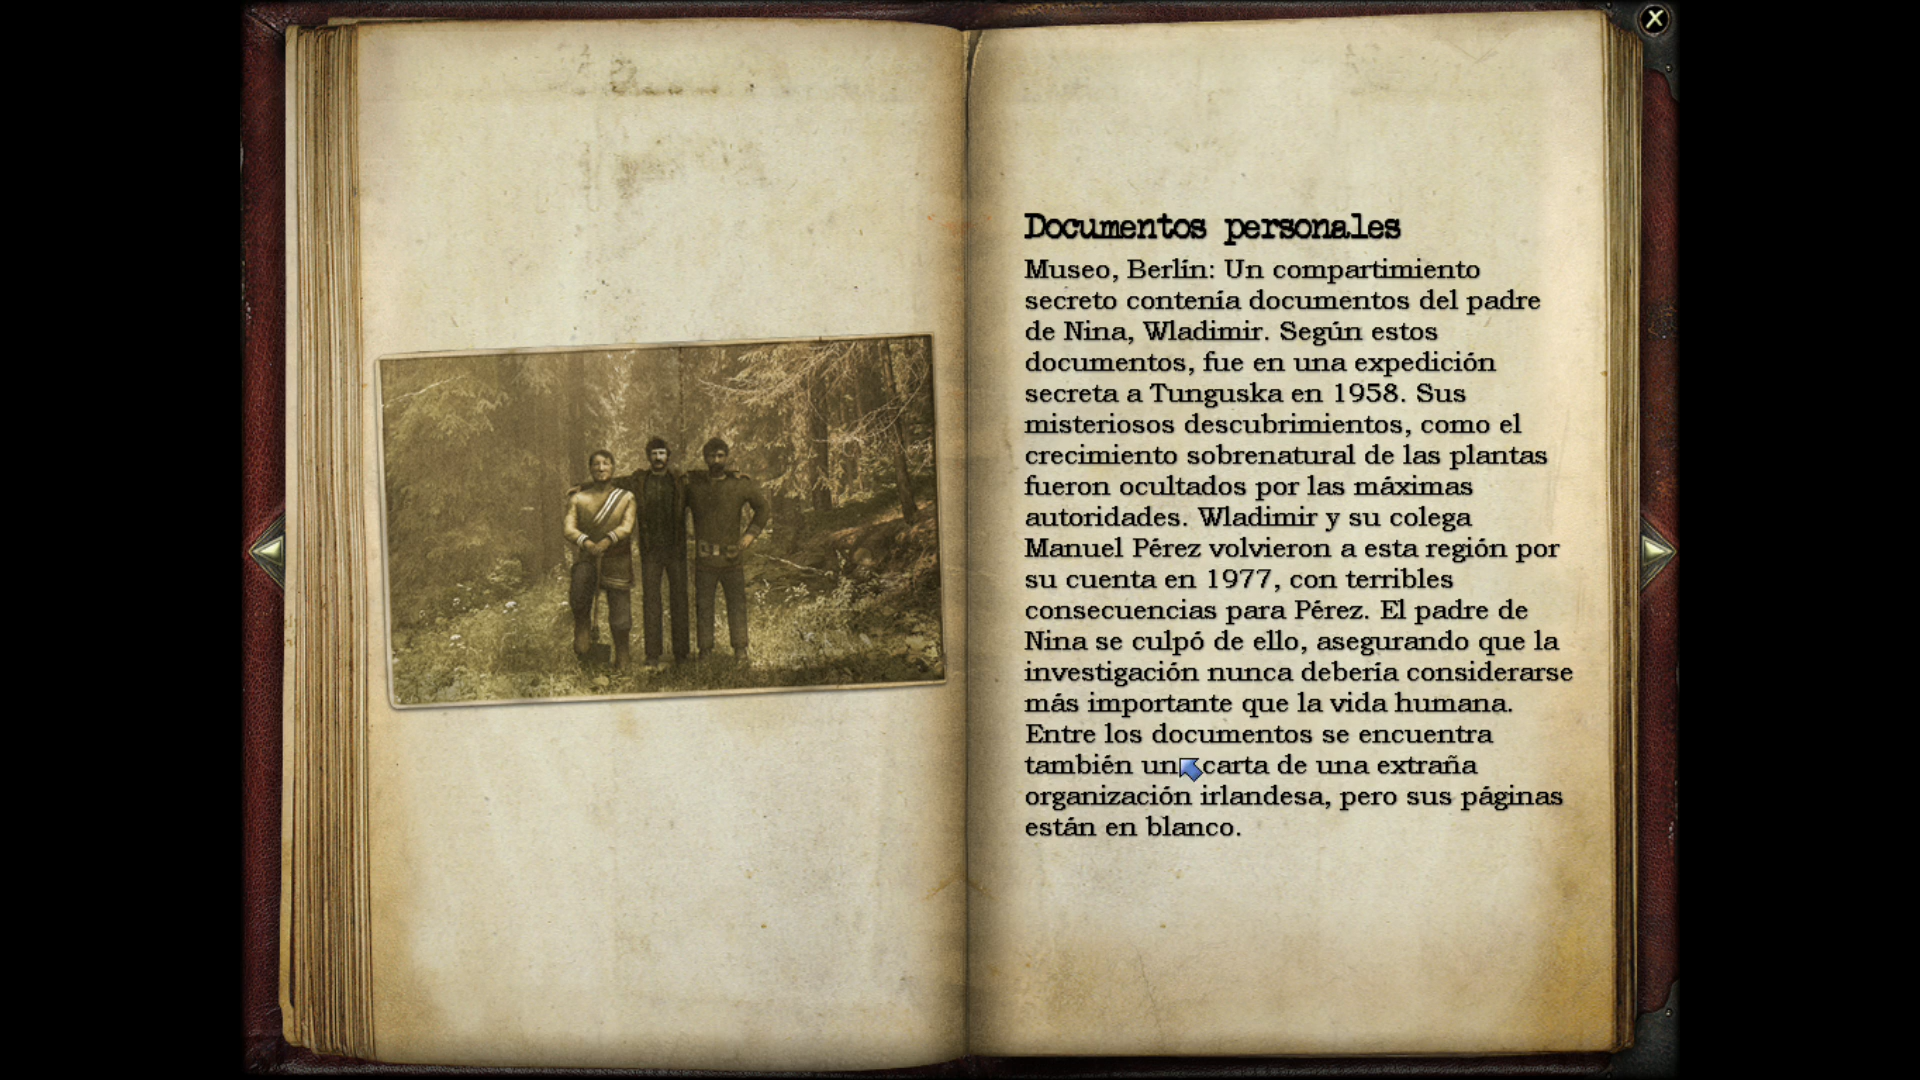 Documentos personales
Museo, Berlín: Un compartimiento
secreto contenía documentos del padre
de Nina, Wladimir. Según estos
documentos, fue en una expedición
secreta a Tunguska en 1958. Sus
misteriosos descubrimientos, como el
crecimiento sobrenatural de las plantas
fueron ocultados por las máximas
autoridades. Wladimir y su colega
Manuel Pérez volvieron a esta región por
su cuenta en 1977, con terribles
consecuencias para Pérez. El padre de
Nina se culpó de ello, asegurando que la
investigación nunca debería considerarse
más importante que la vida humana.
Entre los documentos se encuentra
también una carta de una extraña
organización irlandesa, pero sus páginas
están en blanco.